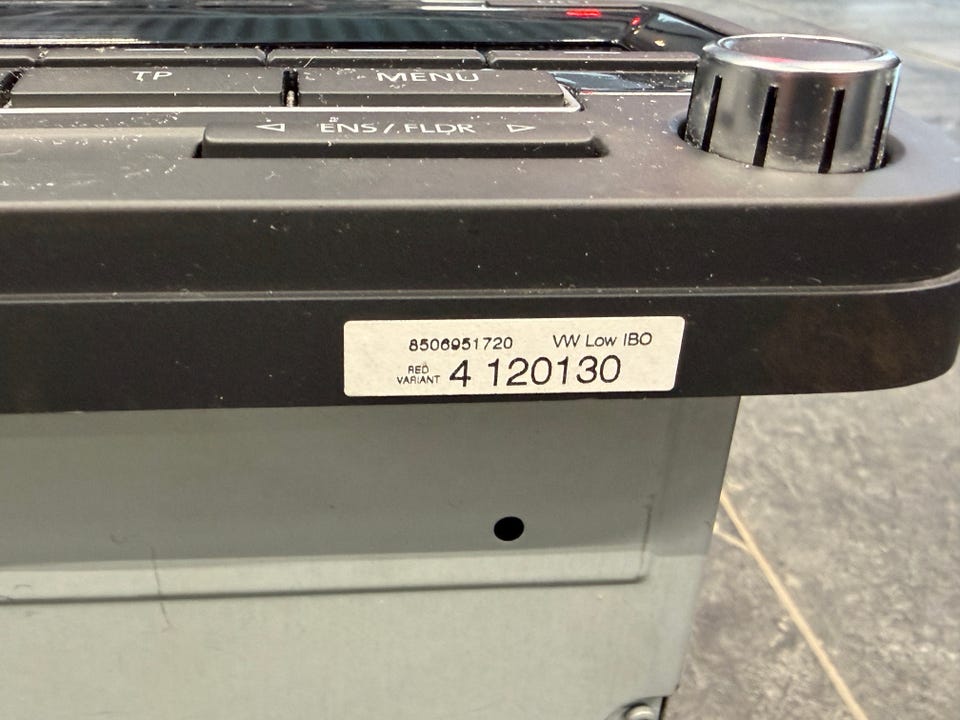 TP MENU
◁ ENS/.FLDR ▷
8506951720 VW Low IBO
RED
VARIANT 4 120130